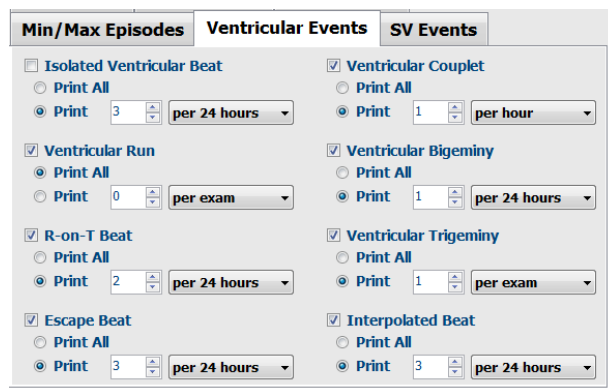 Min/Max Episodes Ventricular Events SV Events
Isolated Ventricular Beat
Print All
Print 3 per 24 hours
Ventricular Couplet
Print All
Print 1 per hour
Ventricular Run
Print All
Print 0 per exam
Ventricular Bigeminy
Print All
Print 1 per 24 hours
R-on-T Beat
Print All
Print 2 per 24 hours
Ventricular Trigeminy
Print All
Print 1 per exam
Escape Beat
Print All
Print 3 per 24 hours
Interpolated Beat
Print All
Print 3 per 24 hours